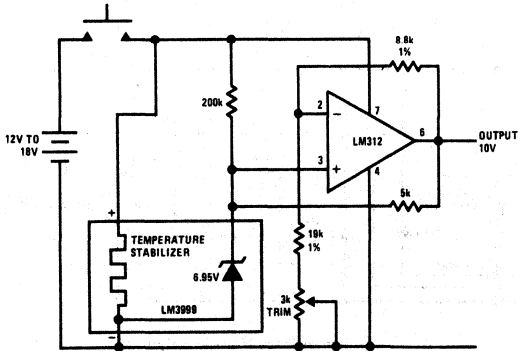 8.8k
1%
200k
2
7
12V TO
18V
LM312
6
OUTPUT
10V
3
4
5k
+
TEMPERATURE
STABILIZER
19k
1%
6.95V
3k
TRIM
LM3999